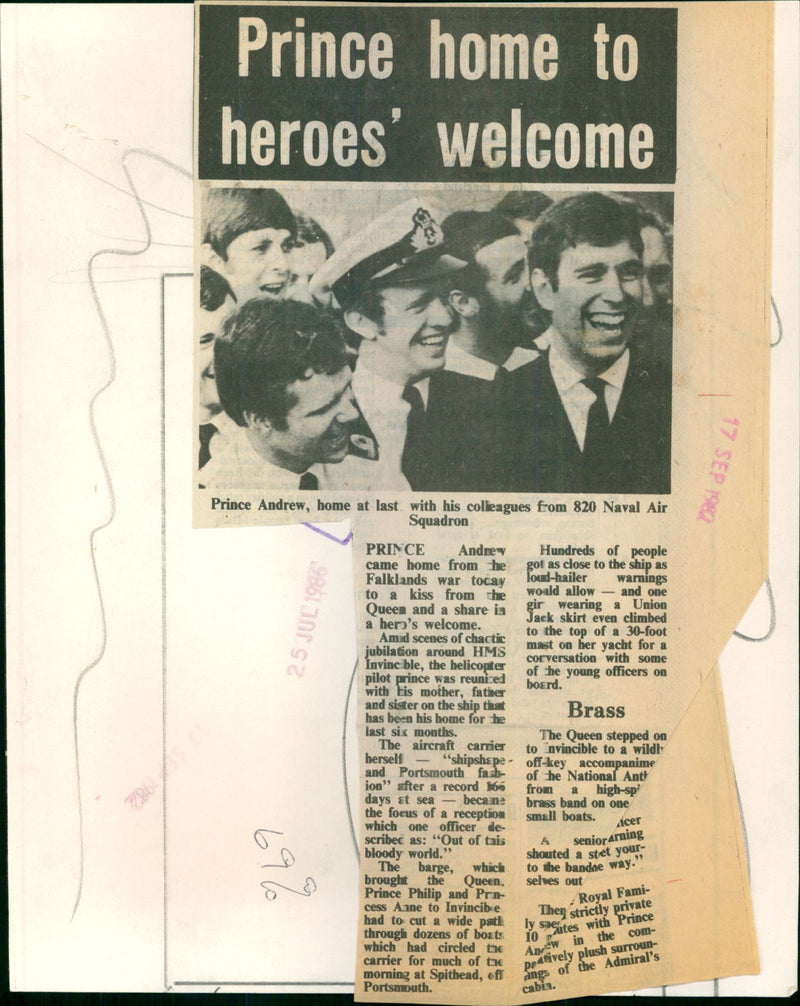 Prince home to
heroes' welcome
Prince Andrew, home at last with his colleagues from 820 Naval Air
Squadron
PRINCE Andrew
came home from the
Falklands war today
to a kiss from the
Queen and a share in
a hero's welcome.
Amid scenes of chaotic
jubilation around HMS
Invincible, the helicopter
pilot prince was reunited
with his mother, father
and sister on the ship that
has been his home for the
last six months.
The aircraft carrier
herself — "shipshape
and Portsmouth fash-
ion" after a record 166
days at sea — became
the focus of a reception
which one officer de-
scribed as: "Out of this
bloody world."
The barge, which
brought the Queen,
Prince Philip and Prin-
cess Anne to Invincible
had to cut a wide path
through dozens of boats
which had circled the
carrier for much of the
morning at Spithead, off
Portsmouth.
Hundreds of people
got as close to the ship as
loud-hailer warnings
would allow — and one
girl wearing a Union
Jack skirt even climbed
to the top of a 30-foot
mast on her yacht for a
conversation with some
of the young officers on
board.
Brass
The Queen stepped on
to Invincible to a wildly
off-key accompanime
of the National Anth
from a high-spi
brass band on one
small boats.
A senior
shouted a
to the band
selves out
icer
arning
et your-
e way."
Then Royal Fami-
ly strictly private
10 utes with Prince
Andrew in the com-
paratively plush surroun-
dings of the Admiral's
cabin.
17 SEP 1982
25 JUL 1986
699